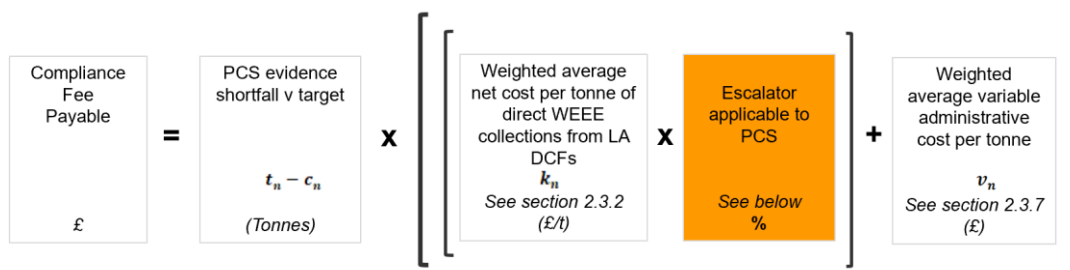 Compliance
Fee
Payable
£
=
PCS evidence
shortfall v target
tₙ − cₙ
(Tonnes)
x
[
[
Weighted average
net cost per tonne of
direct WEEE
collections from LA
DCFs
kₙ
See section 2.3.2
(£/t)
x
Escalator
applicable to
PCS
See below
%
]
+
Weighted
average variable
administrative
cost per tonne
vₙ
See section 2.3.7
(£)